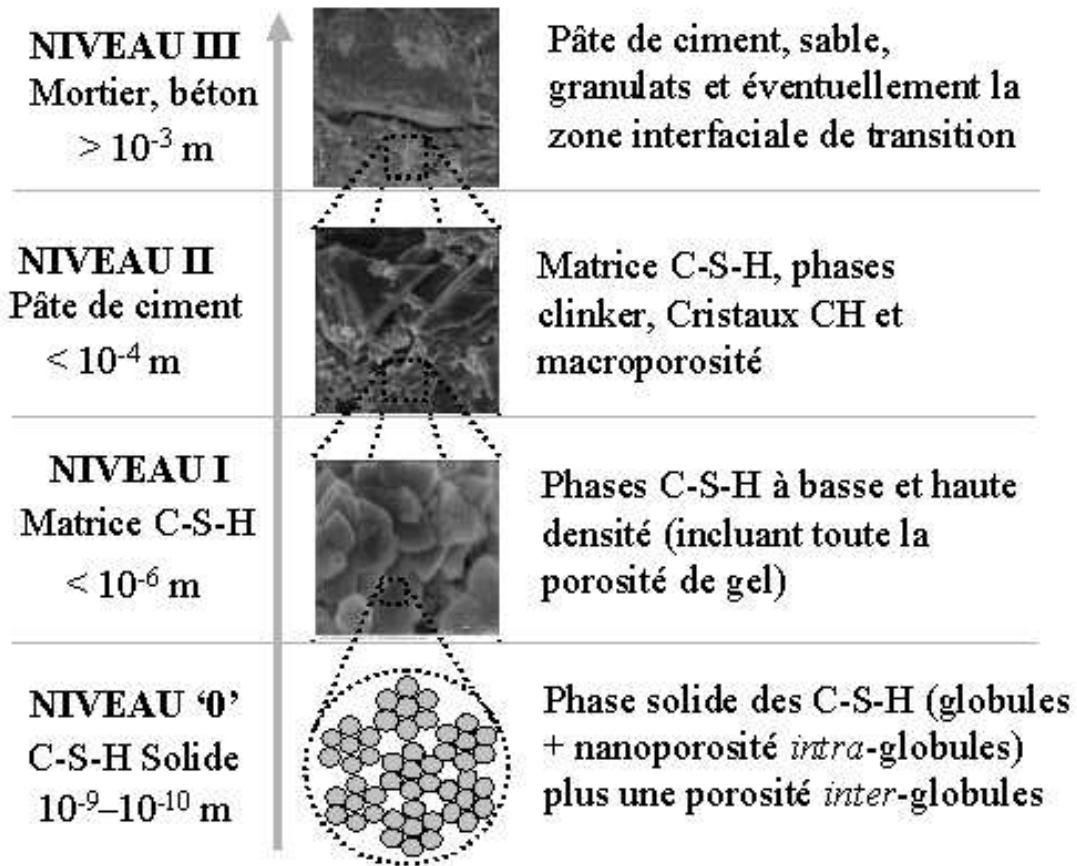 NIVEAU III
Mortier, béton
> 10⁻³ m
Pâte de ciment, sable,
granulats et éventuellement la
zone interfaciale de transition
NIVEAU II
Pâte de ciment
< 10⁻⁴ m
Matrice C-S-H, phases
clinker, Cristaux CH et
macroporosité
NIVEAU I
Matrice C-S-H
< 10⁻⁶ m
Phases C-S-H à basse et haute
densité (incluant toute la
porosité de gel)
NIVEAU ‘0’
C-S-H Solide
10⁻⁹–10⁻¹⁰ m
Phase solide des C-S-H (globules
+ nanoporosité intra-globules)
plus une porosité inter-globules